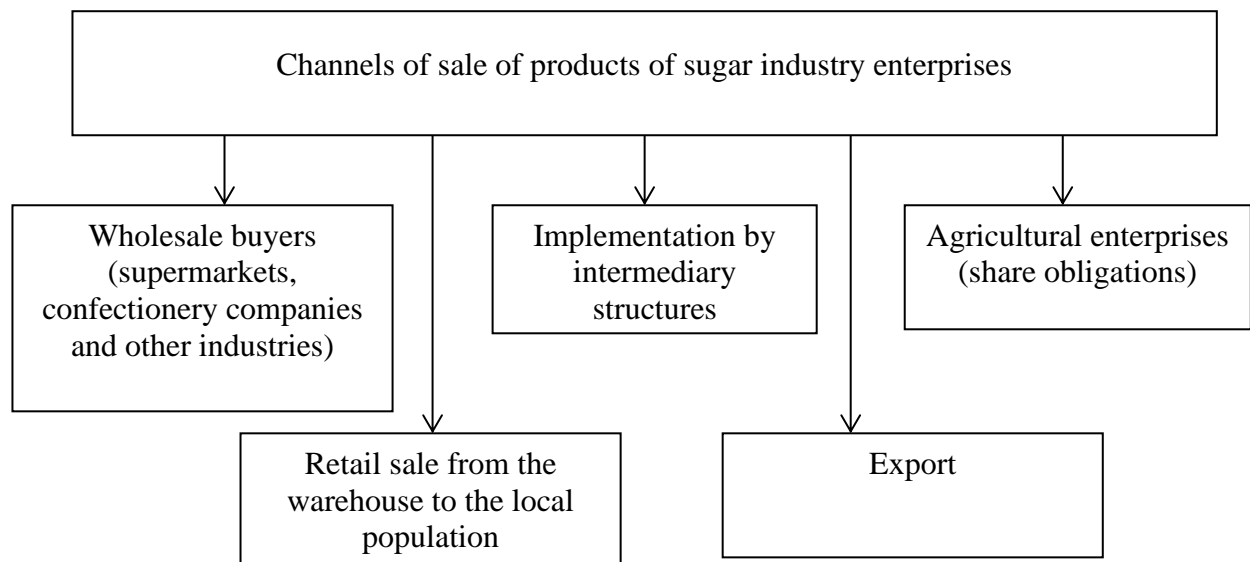 Channels of sale of products of sugar industry enterprises
Wholesale buyers
(supermarkets,
confectionery companies
and other industries)
Implementation by
intermediary
structures
Agricultural enterprises
(share obligations)
Retail sale from the
warehouse to the local
population
Export